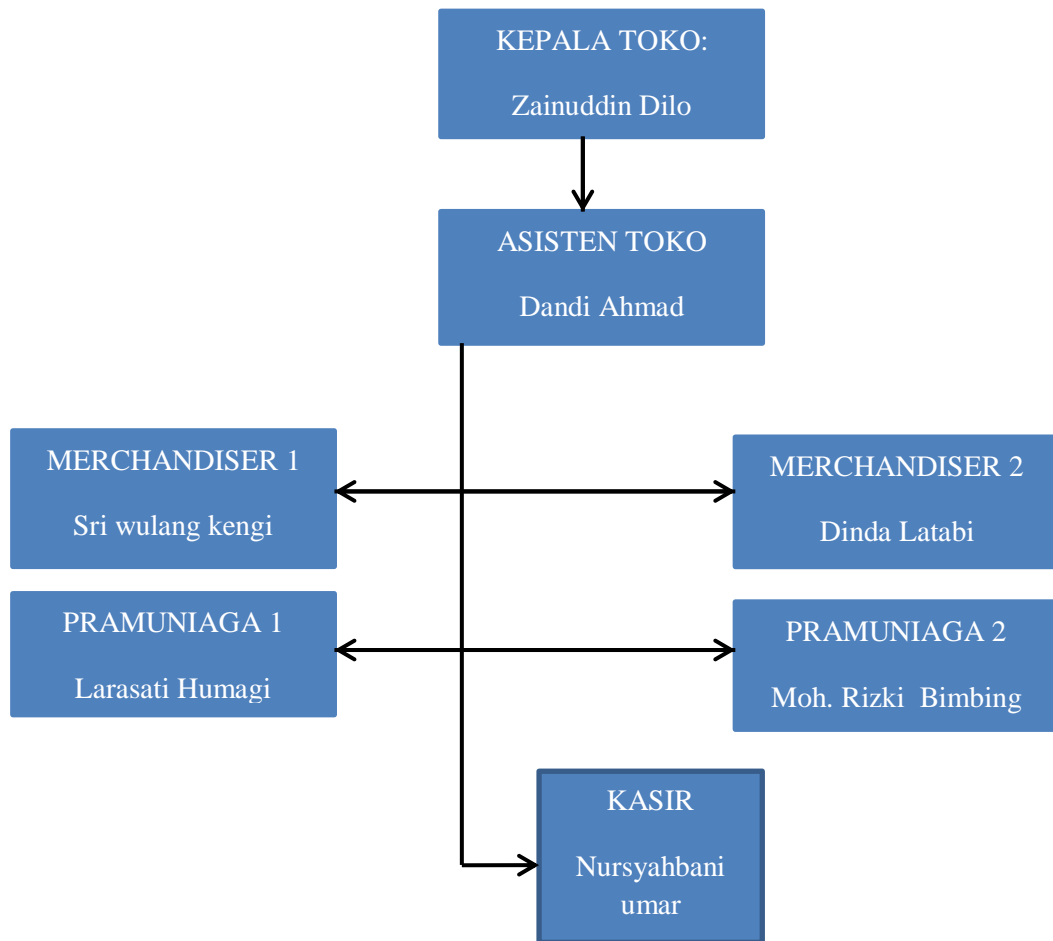 KEPALA TOKO:
Zainuddin Dilo
ASISTEN TOKO
Dandi Ahmad
MERCHANDISER 1
Sri wulang kengi
MERCHANDISER 2
Dinda Latabi
PRAMUNIAGA 1
Larasati Humagi
PRAMUNIAGA 2
Moh. Rizki  Bimbing
KASIR
Nursyahbani
umar